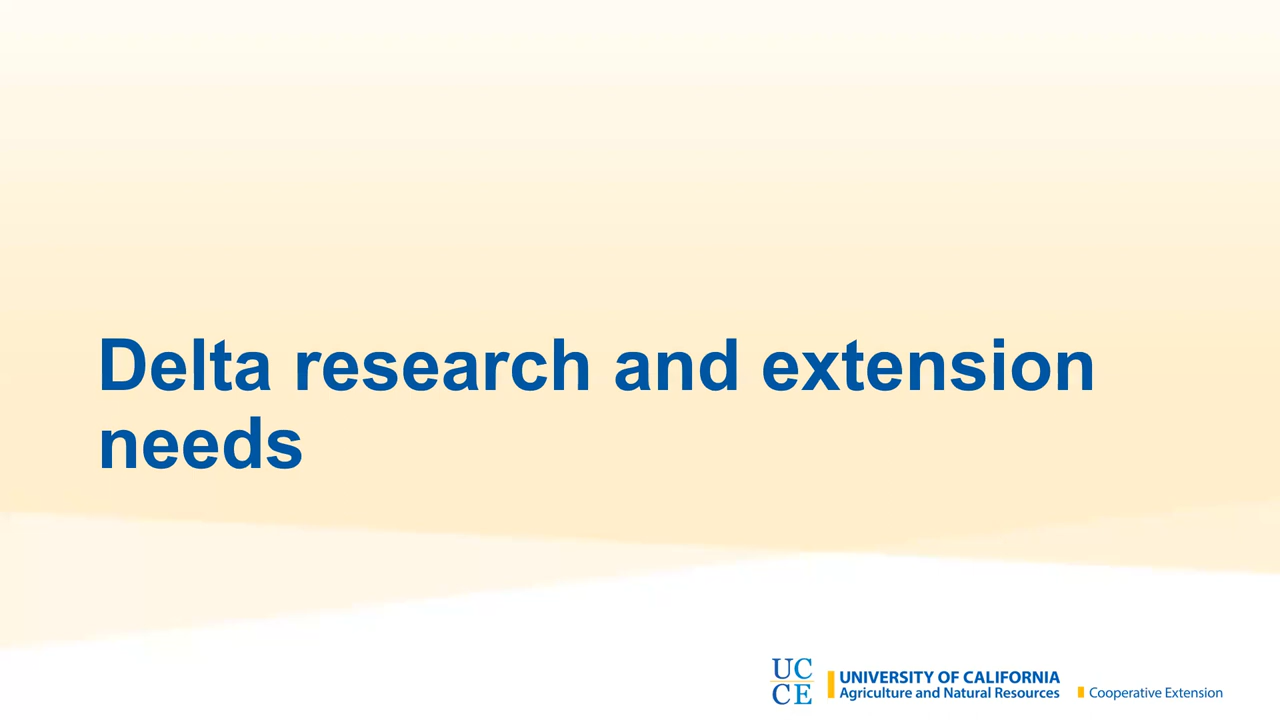 Delta research and extension
needs
UC
CE
UNIVERSITY OF CALIFORNIA
Agriculture and Natural Resources
Cooperative Extension